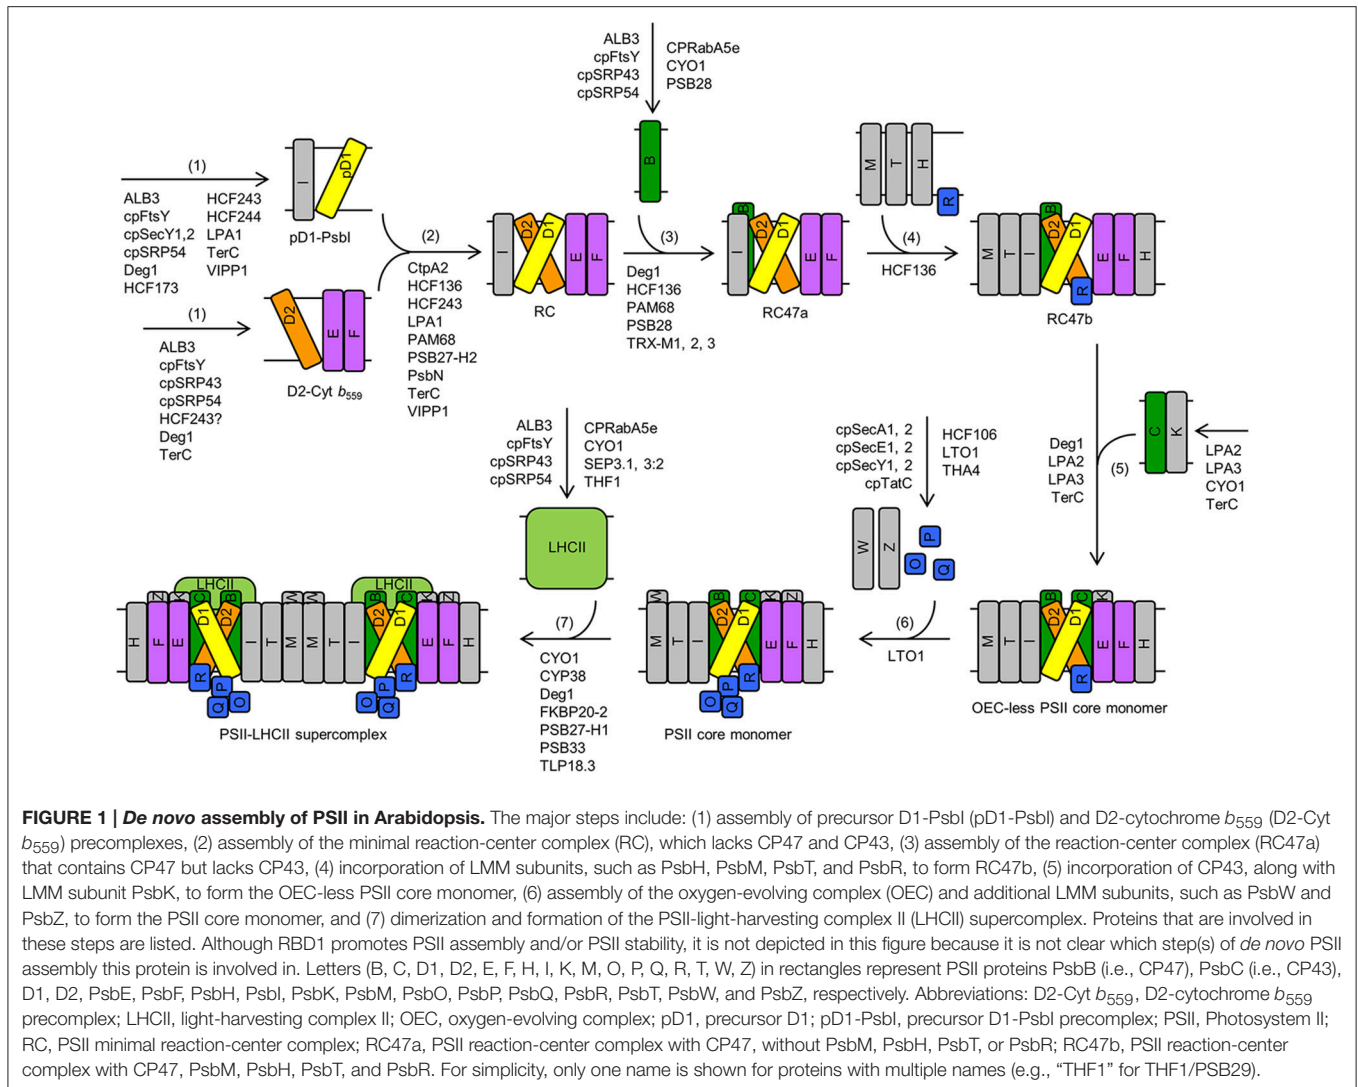 ALB3
cpFtsY
cpSRP43
cpSRP54
CPRabA5e
CYO1
PSB28
B
M
T
H
R
(1)
ALB3
cpFtsY
cpSecY1,2
cpSRP54
Deg1
HCF173
HCF243
HCF244
LPA1
TerC
VIPP1
I
pD1
pD1-PsbI
(1)
ALB3
cpFtsY
cpSRP43
cpSRP54
HCF243?
Deg1
TerC
D2
E
F
D2-Cyt b559
(2)
CtpA2
HCF136
HCF243
LPA1
PAM68
PSB27-H2
PsbN
TerC
VIPP1
I
D2
D1
E
F
RC
(3)
Deg1
HCF136
PAM68
PSB28
TRX-M1, 2, 3
B
I
D2
D1
E
F
RC47a
(4)
HCF136
M
T
I
B
D2
D1
R
E
F
H
RC47b
Deg1
LPA2
LPA3
TerC
(5)
C
K
LPA2
LPA3
CYO1
TerC
M
T
I
B
D2
D1
C
K
R
E
F
H
OEC-less PSII core monomer
cpSecA1, 2
cpSecE1, 2
cpSecY1, 2
cpTatC
HCF106
LTO1
THA4
W
Z
P
O
Q
(6)
LTO1
W
M
T
I
B
D2
D1
C
K
Z
R
P
O
Q
E
F
H
PSII core monomer
ALB3
cpFtsY
cpSRP43
cpSRP54
CPRabA5e
CYO1
SEP3.1, 3:2
THF1
LHCII
(7)
CYO1
CYP38
Deg1
FKBP20-2
PSB27-H1
PSB33
TLP18.3
LHCII
LHCII
H
Z
F
K
E
C
D1
D2
B
R
P
Q
O
I
T
W
M
W
M
T
I
B
D2
D1
C
K
Z
R
P
O
Q
E
F
H
PSII-LHCII supercomplex
FIGURE 1 | De novo assembly of PSII in Arabidopsis. The major steps include: (1) assembly of precursor D1-PsbI (pD1-PsbI) and D2-cytochrome b559 (D2-Cyt
b559) precomplexes, (2) assembly of the minimal reaction-center complex (RC), which lacks CP47 and CP43, (3) assembly of the reaction-center complex (RC47a)
that contains CP47 but lacks CP43, (4) incorporation of LMM subunits, such as PsbH, PsbM, PsbT, and PsbR, to form RC47b, (5) incorporation of CP43, along with
LMM subunit PsbK, to form the OEC-less PSII core monomer, (6) assembly of the oxygen-evolving complex (OEC) and additional LMM subunits, such as PsbW and
PsbZ, to form the PSII core monomer, and (7) dimerization and formation of the PSII-light-harvesting complex II (LHCII) supercomplex. Proteins that are involved in
these steps are listed. Although RBD1 promotes PSII assembly and/or PSII stability, it is not depicted in this figure because it is not clear which step(s) of de novo PSII
assembly this protein is involved in. Letters (B, C, D1, D2, E, F, H, I, K, M, O, P, Q, R, T, W, Z) in rectangles represent PSII proteins PsbB (i.e., CP47), PsbC (i.e., CP43),
D1, D2, PsbE, PsbF, PsbH, PsbI, PsbK, PsbM, PsbO, PsbP, PsbQ, PsbR, PsbT, PsbW, and PsbZ, respectively. Abbreviations: D2-Cyt b559, D2-cytochrome b559
precomplex; LHCII, light-harvesting complex II; OEC, oxygen-evolving complex; pD1, precursor D1; pD1-PsbI, precursor D1-PsbI precomplex; PSII, Photosystem II;
RC, PSII minimal reaction-center complex; RC47a, PSII reaction-center complex with CP47, without PsbM, PsbH, PsbT, or PsbR; RC47b, PSII reaction-center
complex with CP47, PsbM, PsbH, PsbT, and PsbR. For simplicity, only one name is shown for proteins with multiple names (e.g., “THF1” for THF1/PSB29).